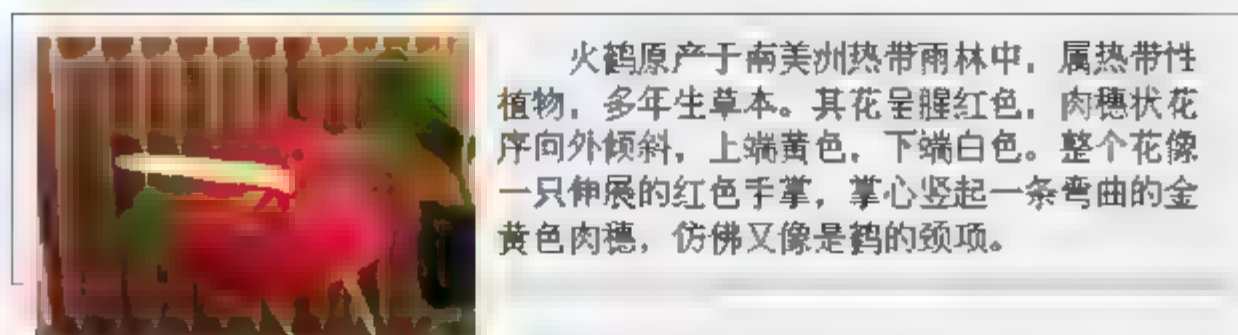 火鹤原产于南美洲热带雨林中，属热带性
植物，多年生草本。其花呈腥红色，肉穗状花
序向外倾斜，上端黄色，下端白色。整个花像
一只伸展的红色手掌，掌心竖起一条弯曲的金
黄色肉穗，仿佛又像是鹤的颈项。